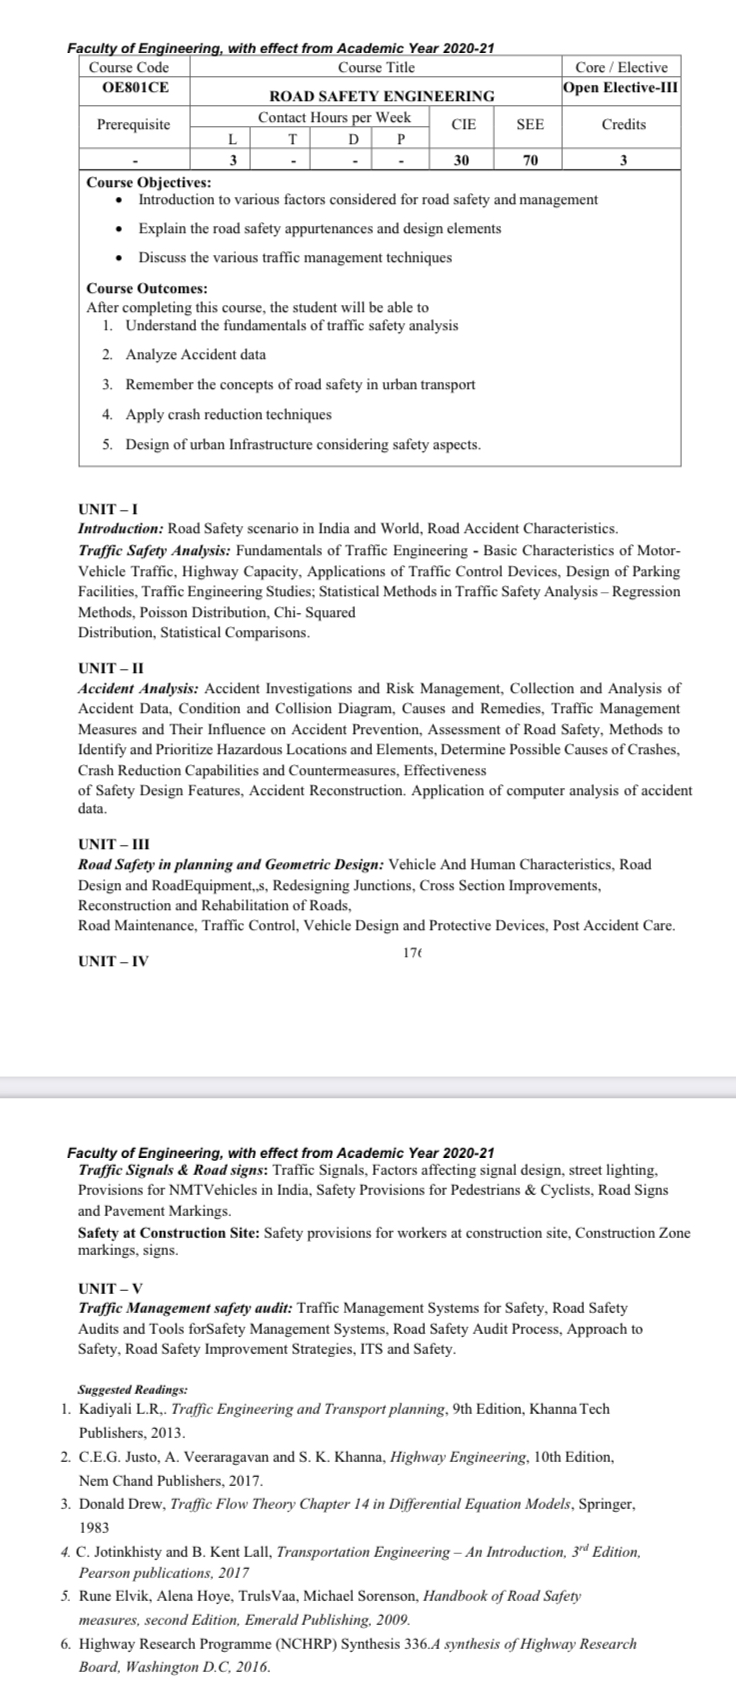 Faculty of Engineering, with effect from Academic Year 2020-21
Course Code Course Title Core / Elective
OE801CE ROAD SAFETY ENGINEERING Open Elective-III
Prerequisite Contact Hours per Week CIE SEE Credits
L T D P
- 3 - - - 30 70 3
Course Objectives:
• Introduction to various factors considered for road safety and management
• Explain the road safety appurtenances and design elements
• Discuss the various traffic management techniques
Course Outcomes:
After completing this course, the student will be able to
1. Understand the fundamentals of traffic safety analysis
2. Analyze Accident data
3. Remember the concepts of road safety in urban transport
4. Apply crash reduction techniques
5. Design of urban Infrastructure considering safety aspects.
UNIT – I
Introduction: Road Safety scenario in India and World, Road Accident Characteristics.
Traffic Safety Analysis: Fundamentals of Traffic Engineering - Basic Characteristics of Motor-
Vehicle Traffic, Highway Capacity, Applications of Traffic Control Devices, Design of Parking
Facilities, Traffic Engineering Studies; Statistical Methods in Traffic Safety Analysis – Regression
Methods, Poisson Distribution, Chi- Squared
Distribution, Statistical Comparisons.
UNIT – II
Accident Analysis: Accident Investigations and Risk Management, Collection and Analysis of
Accident Data, Condition and Collision Diagram, Causes and Remedies, Traffic Management
Measures and Their Influence on Accident Prevention, Assessment of Road Safety, Methods to
Identify and Prioritize Hazardous Locations and Elements, Determine Possible Causes of Crashes,
Crash Reduction Capabilities and Countermeasures, Effectiveness
of Safety Design Features, Accident Reconstruction. Application of computer analysis of accident
data.
UNIT – III
Road Safety in planning and Geometric Design: Vehicle And Human Characteristics, Road
Design and RoadEquipment,,s, Redesigning Junctions, Cross Section Improvements,
Reconstruction and Rehabilitation of Roads,
Road Maintenance, Traffic Control, Vehicle Design and Protective Devices, Post Accident Care.
UNIT – IV
Faculty of Engineering, with effect from Academic Year 2020-21
Traffic Signals & Road signs: Traffic Signals, Factors affecting signal design, street lighting,
Provisions for NMTVehicles in India, Safety Provisions for Pedestrians & Cyclists, Road Signs
and Pavement Markings.
Safety at Construction Site: Safety provisions for workers at construction site, Construction Zone
markings, signs.
UNIT – V
Traffic Management safety audit: Traffic Management Systems for Safety, Road Safety
Audits and Tools forSafety Management Systems, Road Safety Audit Process, Approach to
Safety, Road Safety Improvement Strategies, ITS and Safety.
Suggested Readings:
1. Kadiyali L.R,. Traffic Engineering and Transport planning, 9th Edition, Khanna Tech
Publishers, 2013.
2. C.E.G. Justo, A. Veeraragavan and S. K. Khanna, Highway Engineering, 10th Edition,
Nem Chand Publishers, 2017.
3. Donald Drew, Traffic Flow Theory Chapter 14 in Differential Equation Models, Springer,
1983
4. C. Jotinkhisty and B. Kent Lall, Transportation Engineering – An Introduction, 3rd Edition,
Pearson publications, 2017
5. Rune Elvik, Alena Hoye, TrulsVaa, Michael Sorenson, Handbook of Road Safety
measures, second Edition, Emerald Publishing, 2009.
6. Highway Research Programme (NCHRP) Synthesis 336.A synthesis of Highway Research
Board, Washington D.C, 2016.